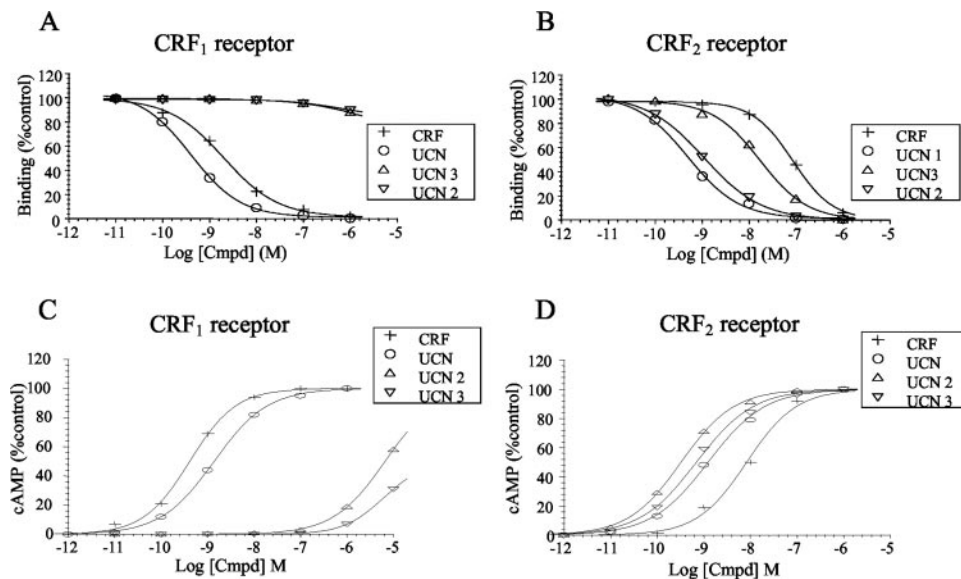 A
CRF₁ receptor
Binding (%control)
120
100
80
60
40
20
0
-12 -11 -10 -9 -8 -7 -6 -5
Log [Cmpd] (M)
CRF
UCN
UCN 3
UCN 2
B
CRF₂ receptor
Binding (%control)
120
100
80
60
40
20
0
-12 -11 -10 -9 -8 -7 -6 -5
Log [Cmpd] (M)
CRF
UCN 1
UCN3
UCN 2
C
CRF₁ receptor
cAMP (%control)
120
100
80
60
40
20
0
-12 -11 -10 -9 -8 -7 -6 -5
Log [Cmpd] M
CRF
UCN
UCN 2
UCN 3
D
CRF₂ receptor
cAMP (%control)
120
100
80
60
40
20
0
-12 -11 -10 -9 -8 -7 -6 -5
Log [Cmpd] M
CRF
UCN
UCN 2
UCN 3